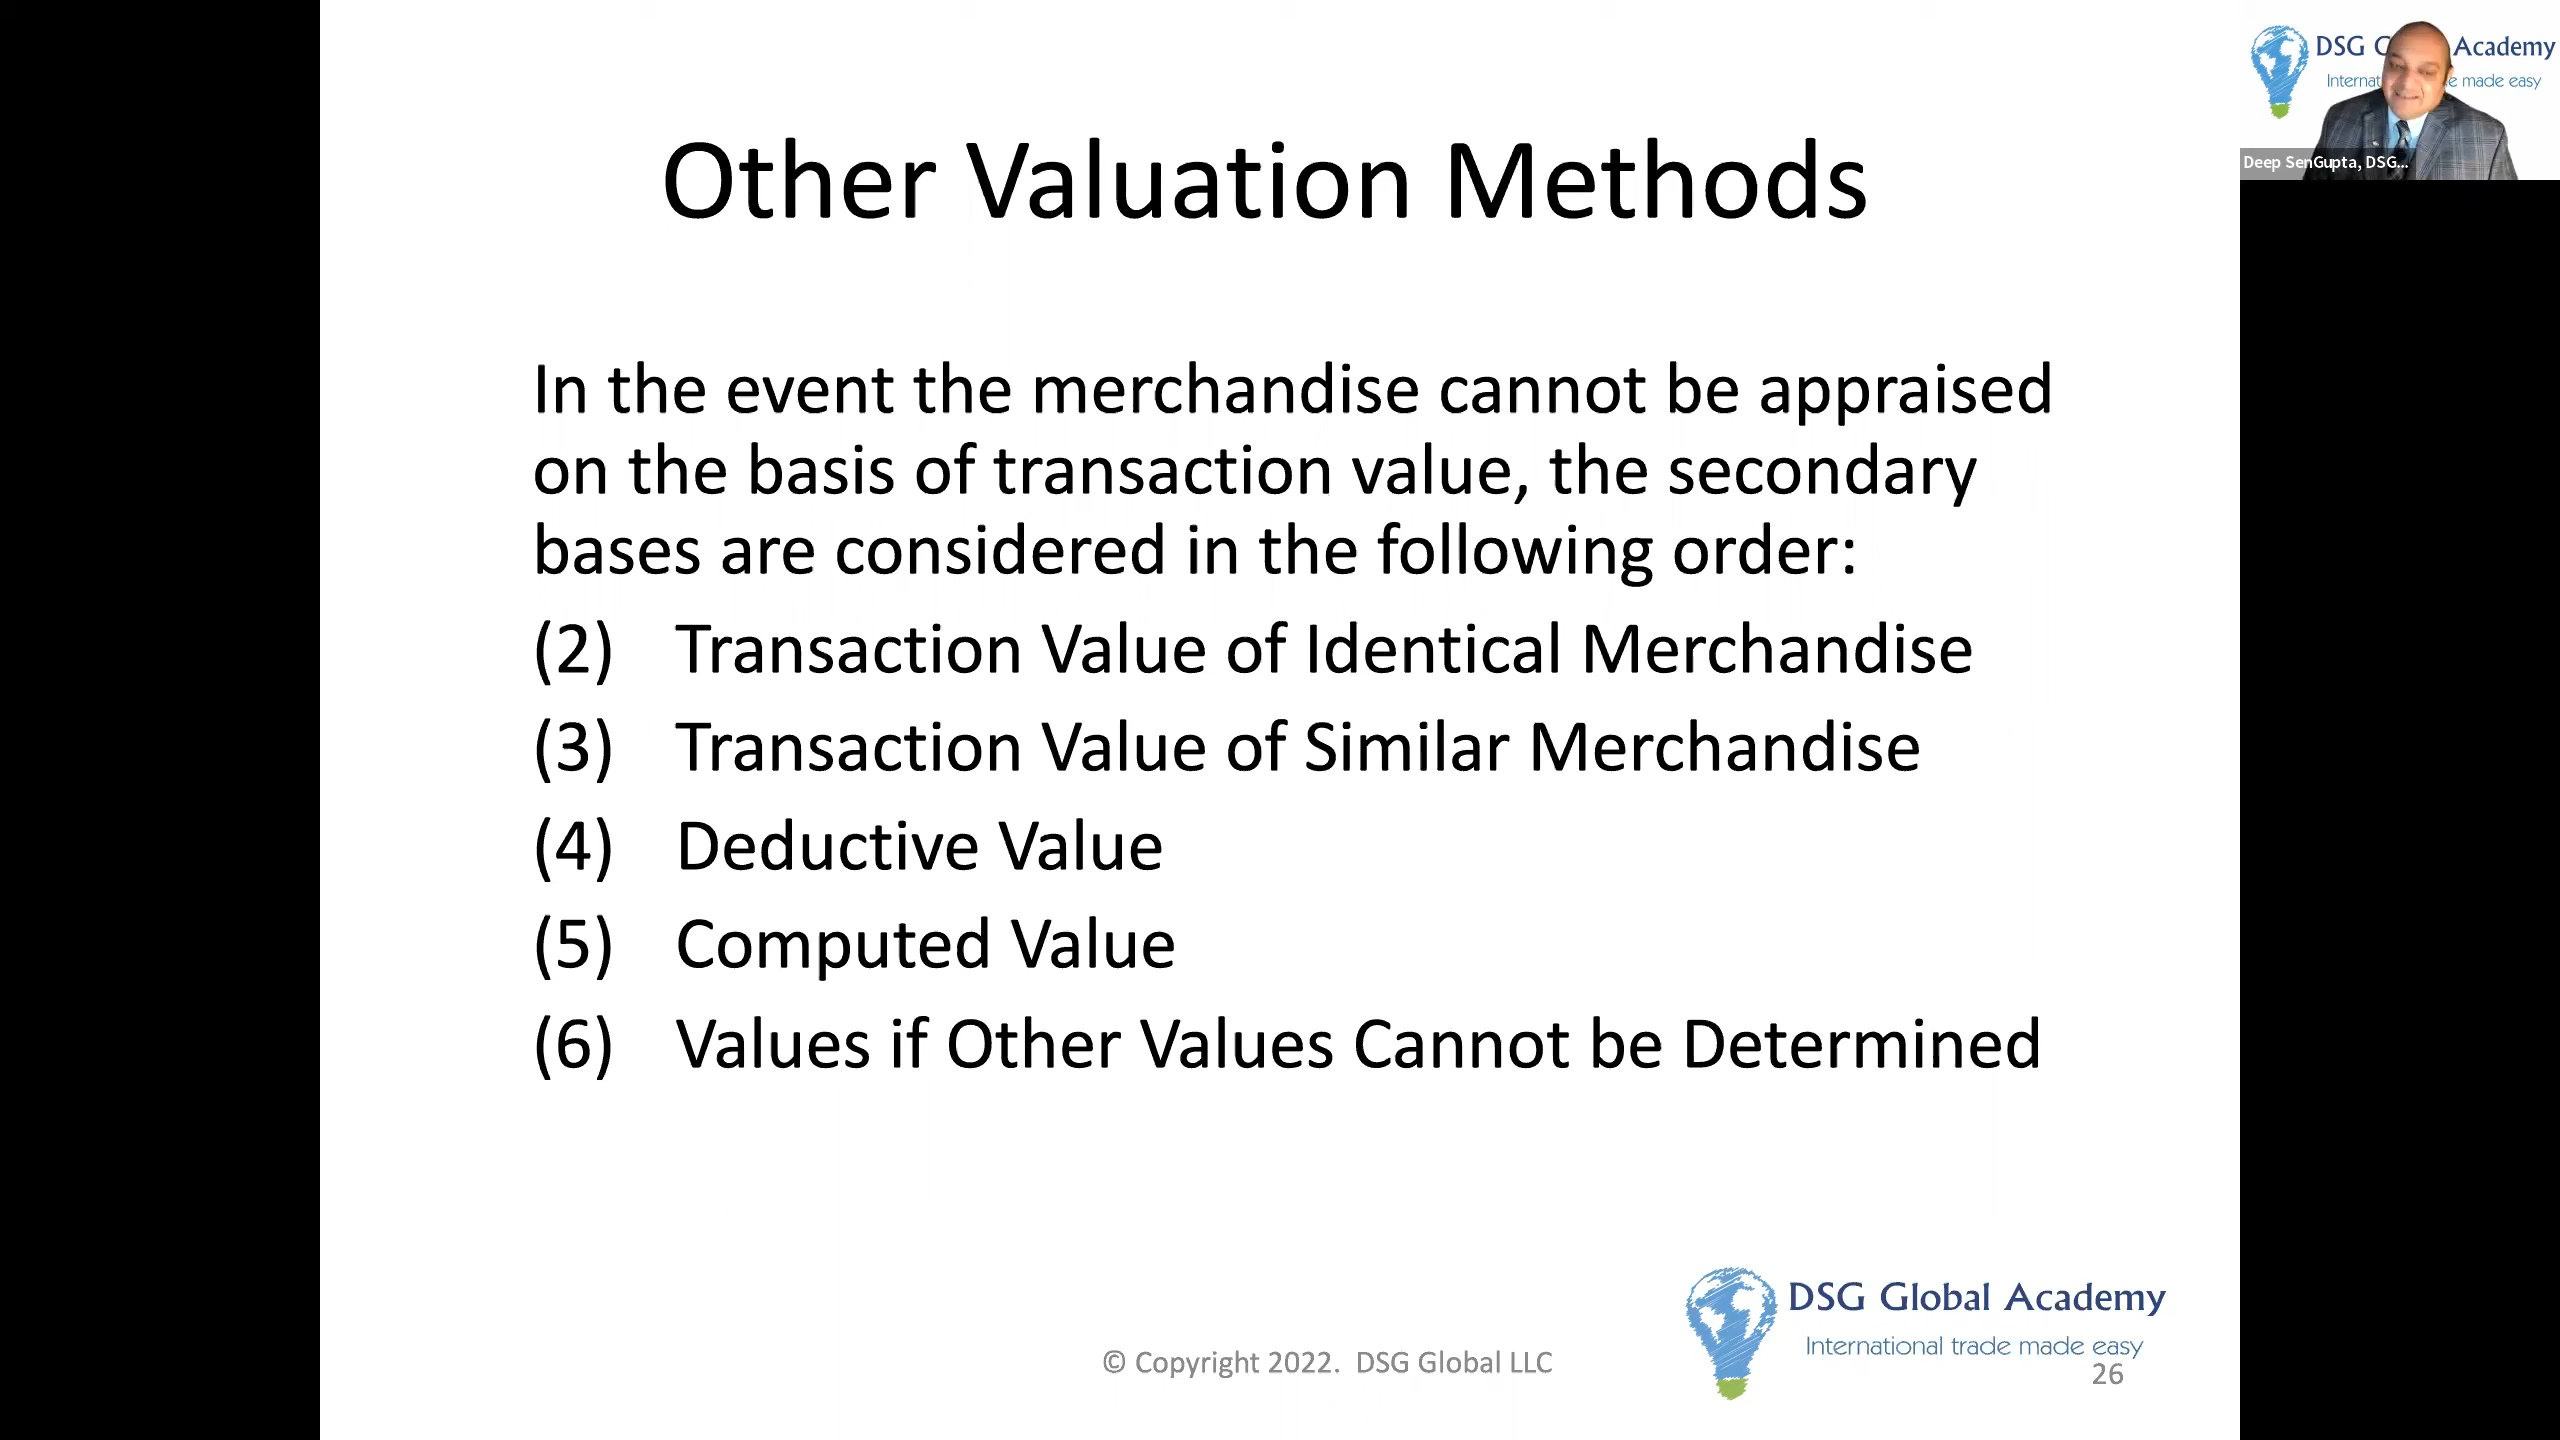 DSG G Academy
Internat e made easy
Deep SenGupta, DSG...
Other Valuation Methods
In the event the merchandise cannot be appraised
on the basis of transaction value, the secondary
bases are considered in the following order:
(2) Transaction Value of Identical Merchandise
(3) Transaction Value of Similar Merchandise
(4) Deductive Value
(5) Computed Value
(6) Values if Other Values Cannot be Determined
DSG Global Academy
International trade made easy
© Copyright 2022. DSG Global LLC
26